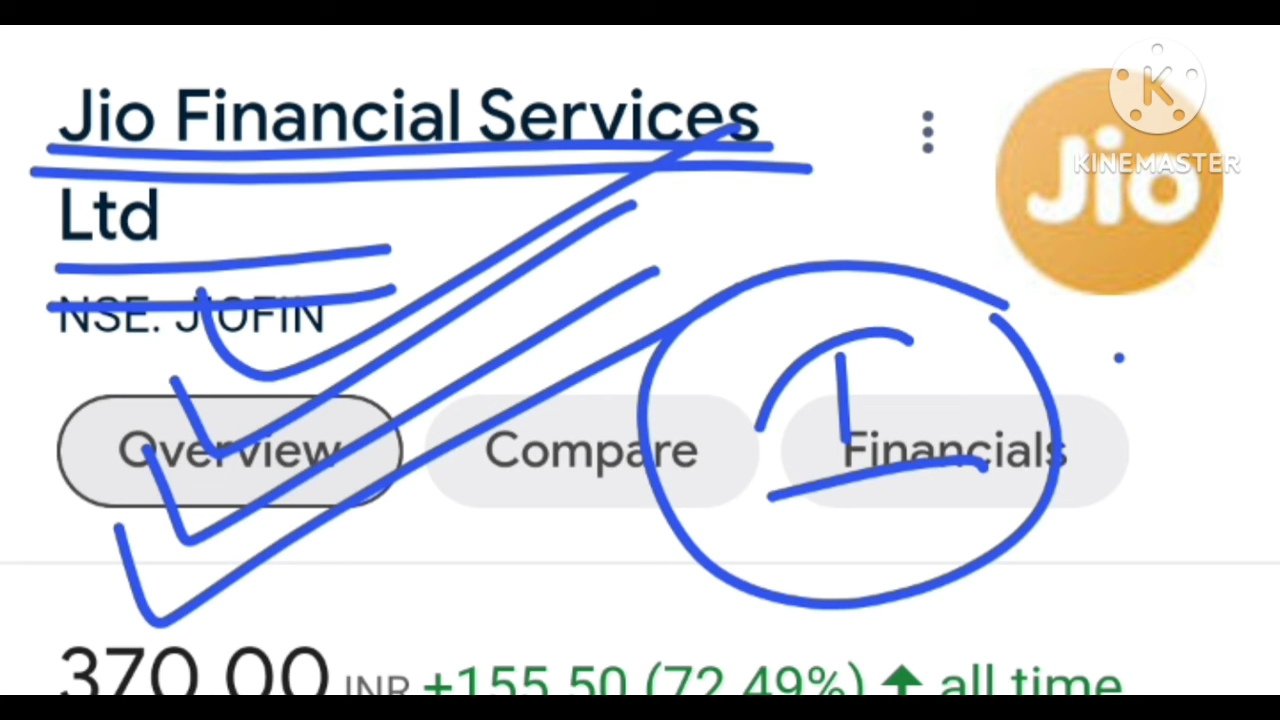 Jio Financial Services
Ltd
NSE: JIOFIN
Overview Compare Financials
370.00 INR +155.50 (72.49%) ↑ all time
Jio
K
KINEMASTER
I